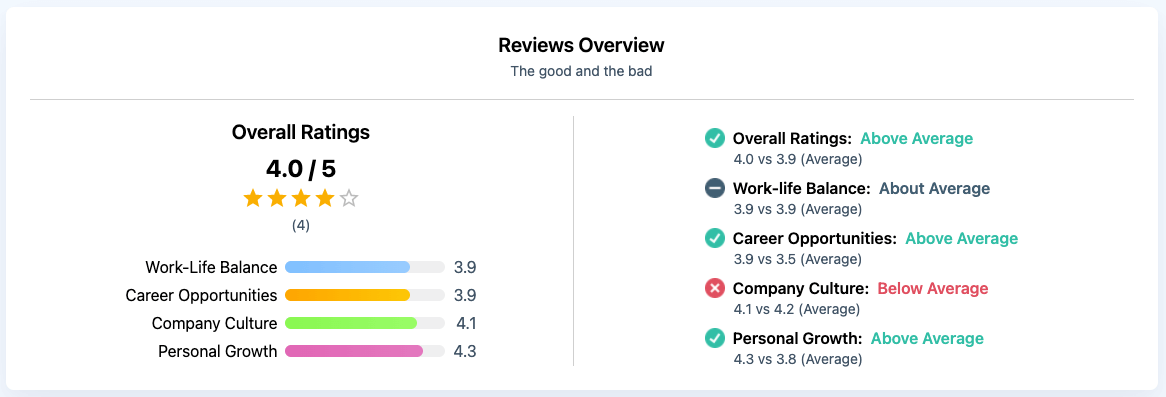 Reviews Overview
The good and the bad
Overall Ratings
4.0 / 5
(4)
Work-Life Balance 3.9
Career Opportunities 3.9
Company Culture 4.1
Personal Growth 4.3
Overall Ratings: Above Average
4.0 vs 3.9 (Average)
Work-life Balance: About Average
3.9 vs 3.9 (Average)
Career Opportunities: Above Average
3.9 vs 3.5 (Average)
Company Culture: Below Average
4.1 vs 4.2 (Average)
Personal Growth: Above Average
4.3 vs 3.8 (Average)